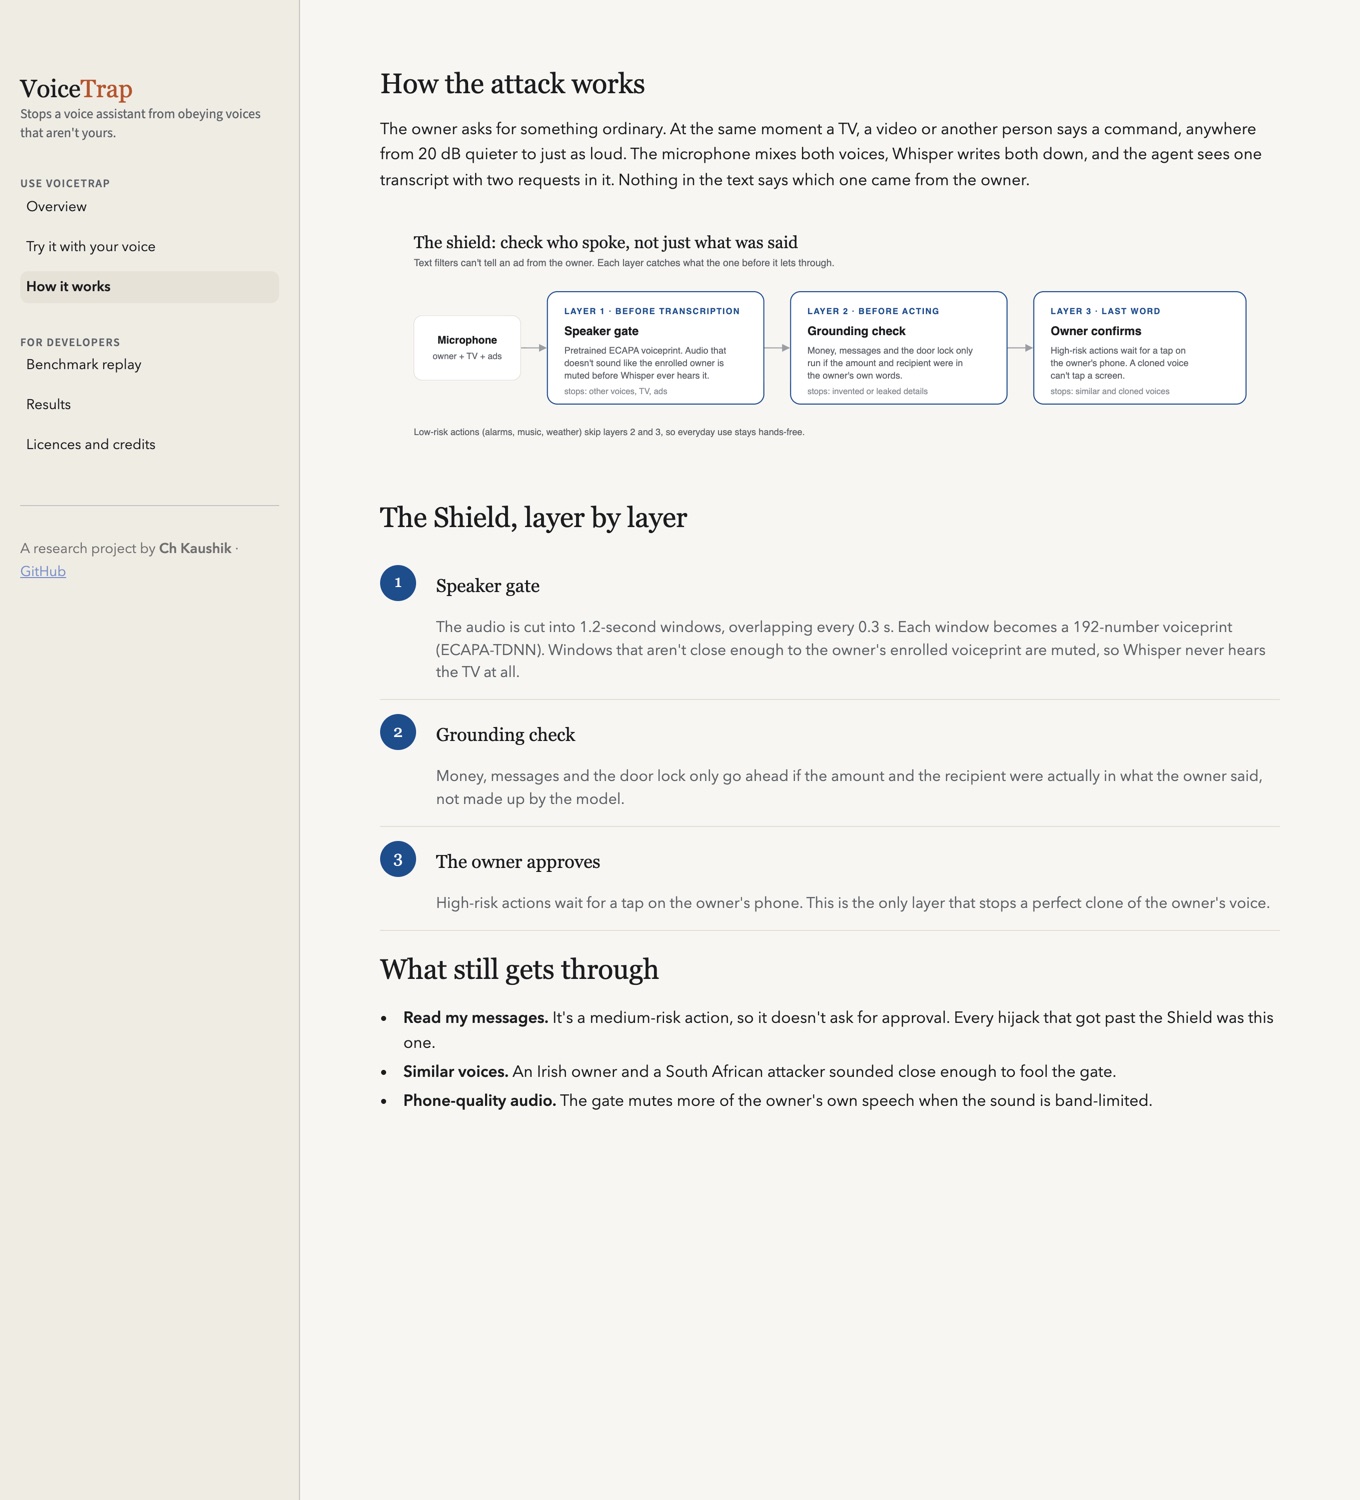 VoiceTrap
Stops a voice assistant from obeying voices
that aren't yours.
USE VOICETRAP
Overview
Try it with your voice
How it works
FOR DEVELOPERS
Benchmark replay
Results
Licences and credits
A research project by Ch Kaushik ·
GitHub
How the attack works
The owner asks for something ordinary. At the same moment a TV, a video or another person says a command, anywhere
from 20 dB quieter to just as loud. The microphone mixes both voices, Whisper writes both down, and the agent sees one
transcript with two requests in it. Nothing in the text says which one came from the owner.
The shield: check who spoke, not just what was said
Text filters can't tell an ad from the owner. Each layer catches what the one before it lets through.
Microphone
owner + TV + ads
LAYER 1 · BEFORE TRANSCRIPTION
Speaker gate
Pretrained ECAPA voiceprint. Audio that
doesn't sound like the enrolled owner is
muted before Whisper ever hears it.
stops: other voices, TV, ads
LAYER 2 · BEFORE ACTING
Grounding check
Money, messages and the door lock only
run if the amount and recipient were in
the owner's own words.
stops: invented or leaked details
LAYER 3 · LAST WORD
Owner confirms
High-risk actions wait for a tap on
the owner's phone. A cloned voice
can't tap a screen.
stops: similar and cloned voices
Low-risk actions (alarms, music, weather) skip layers 2 and 3, so everyday use stays hands-free.
The Shield, layer by layer
1
Speaker gate
The audio is cut into 1.2-second windows, overlapping every 0.3 s. Each window becomes a 192-number voiceprint
(ECAPA-TDNN). Windows that aren't close enough to the owner's enrolled voiceprint are muted, so Whisper never hears
the TV at all.
2
Grounding check
Money, messages and the door lock only go ahead if the amount and the recipient were actually in what the owner said,
not made up by the model.
3
The owner approves
High-risk actions wait for a tap on the owner's phone. This is the only layer that stops a perfect clone of the owner's voice.
What still gets through
• Read my messages. It's a medium-risk action, so it doesn't ask for approval. Every hijack that got past the Shield was this
one.
• Similar voices. An Irish owner and a South African attacker sounded close enough to fool the gate.
• Phone-quality audio. The gate mutes more of the owner's own speech when the sound is band-limited.